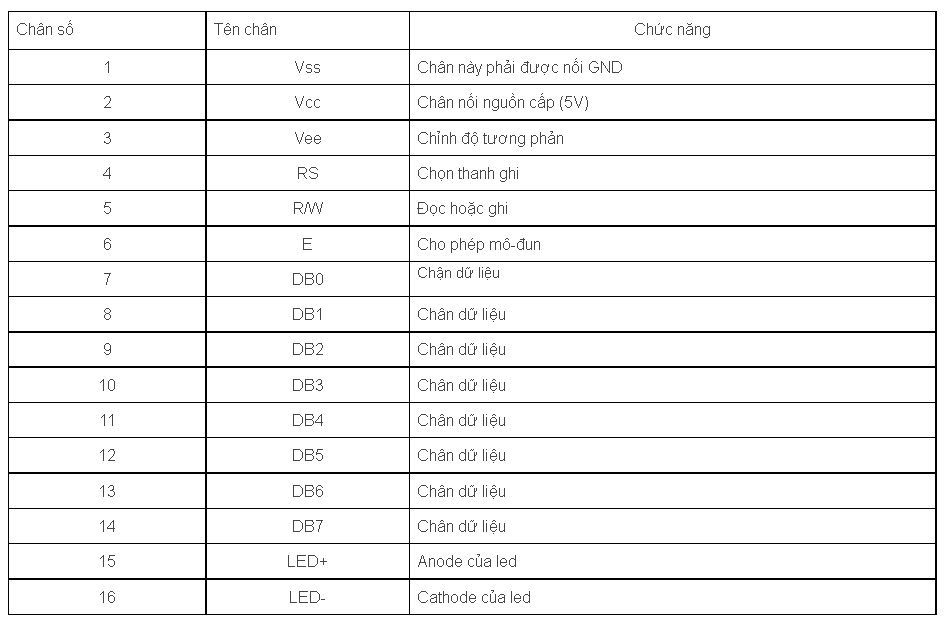 Chân số Tên chân Chức năng
1 Vss Chân này phải được nối GND
2 Vcc Chân nối nguồn cấp (5V)
3 Vee Chỉnh độ tương phản
4 RS Chọn thanh ghi
5 R/W Đọc hoặc ghi
6 E Cho phép mô-đun
7 DB0 Chận dữ liệu
8 DB1 Chân dữ liệu
9 DB2 Chân dữ liệu
10 DB3 Chân dữ liệu
11 DB4 Chân dữ liệu
12 DB5 Chân dữ liệu
13 DB6 Chân dữ liệu
14 DB7 Chân dữ liệu
15 LED+ Anode của led
16 LED- Cathode của led